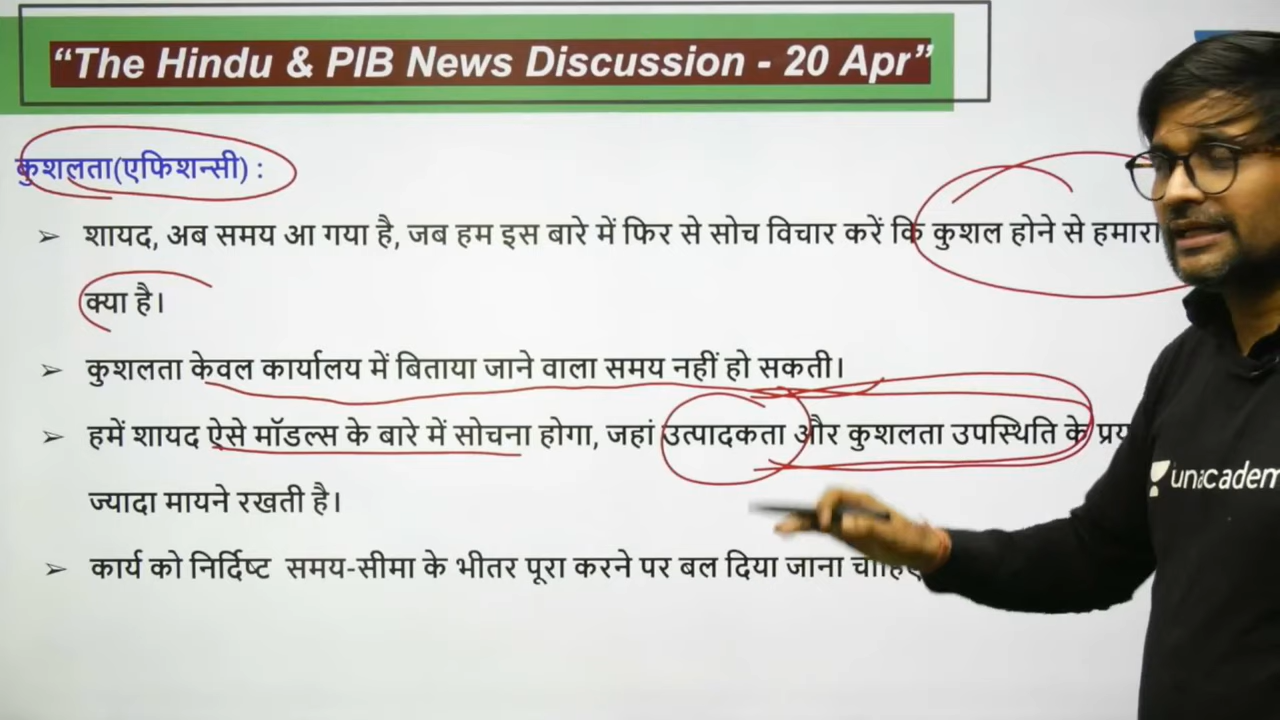 “The Hindu & PIB News Discussion - 20 Apr”
कुशलता(एफिशन्सी) :
➢ शायद, अब समय आ गया है, जब हम इस बारे में फिर से सोच विचार करें कि कुशल होने से हमारा
क्या है।
➢ कुशलता केवल कार्यालय में बिताया जाने वाला समय नहीं हो सकती।
➢ हमें शायद ऐसे मॉडल्स के बारे में सोचना होगा, जहां उत्पादकता और कुशलता उपस्थिति के
ज्यादा मायने रखती है।
➢ कार्य को निर्दिष्ट समय-सीमा के भीतर पूरा करने पर बल दिया जाना चाहिए
unacadem